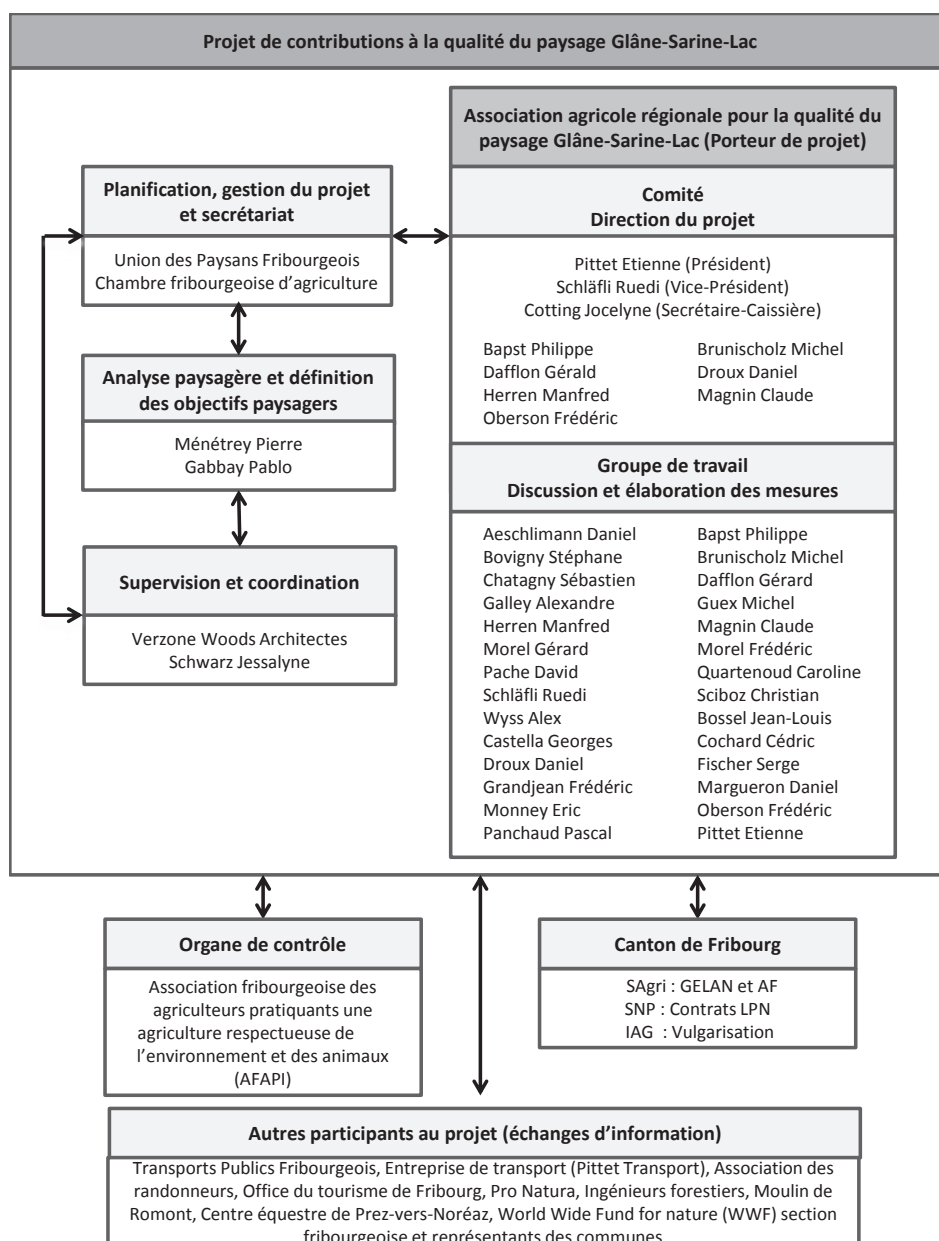 Projet de contributions à la qualité du paysage Glâne-Sarine-Lac
Association agricole régionale pour la qualité du
paysage Glâne-Sarine-Lac (Porteur de projet)
Planification, gestion du projet
et secrétariat
Union des Paysans Fribourgeois
Chambre fribourgeoise d'agriculture
Analyse paysagère et définition
des objectifs paysagers
Ménétrey Pierre
Gabbay Pablo
Supervision et coordination
Verzone Woods Architectes
Schwarz Jessalyne
Comité
Direction du projet
Pittet Etienne (Président)
Schläfli Ruedi (Vice-Président)
Cotting Jocelyne (Secrétaire-Caissière)
Bapst Philippe Brunischolz Michel
Dafflon Gérald Droux Daniel
Herren Manfred Magnin Claude
Oberson Frédéric
Groupe de travail
Discussion et élaboration des mesures
Aeschlimann Daniel Bapst Philippe
Bovigny Stéphane Brunischolz Michel
Chatagny Sébastien Dafflon Gérard
Galley Alexandre Guex Michel
Herren Manfred Magnin Claude
Morel Gérard Morel Frédéric
Pache David Quartenoud Caroline
Schläfli Ruedi Sciboz Christian
Wyss Alex Bossel Jean-Louis
Castella Georges Cochard Cédric
Droux Daniel Fischer Serge
Grandjean Frédéric Margueron Daniel
Monney Eric Oberson Frédéric
Panchaud Pascal Pittet Etienne
Organe de contrôle
Association fribourgeoise des
agriculteurs pratiquants une
agriculture respectueuse de
l'environnement et des animaux
(AFAPI)
Canton de Fribourg
SAgri : GELAN et AF
SNP : Contrats LPN
IAG : Vulgarisation
Autres participants au projet (échanges d'information)
Transports Publics Fribourgeois, Entreprise de transport (Pittet Transport), Association des
randonneurs, Office du tourisme de Fribourg, Pro Natura, Ingénieurs forestiers, Moulin de
Romont, Centre équestre de Prez-vers-Noréaz, World Wide Fund for nature (WWF) section
fribourgeoise et représentants des communes